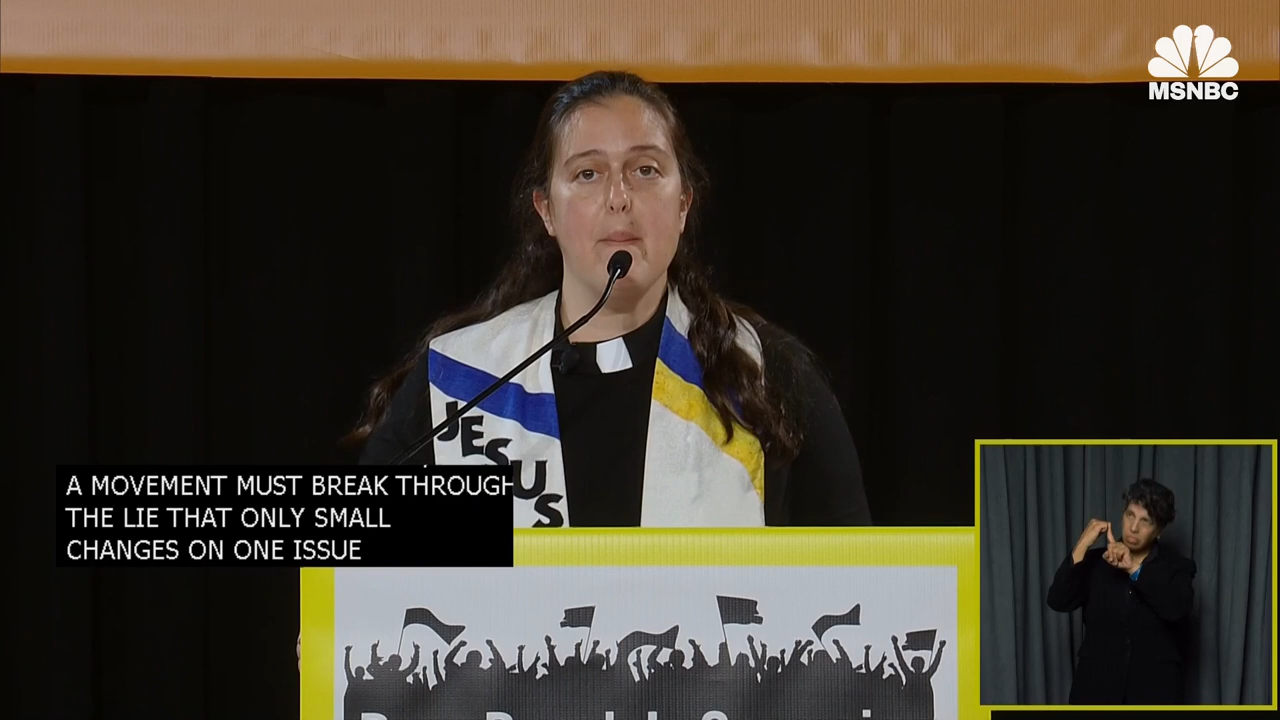 MSNBC
JESUS
A MOVEMENT MUST BREAK THROUGH
THE LIE THAT ONLY SMALL
CHANGES ON ONE ISSUE